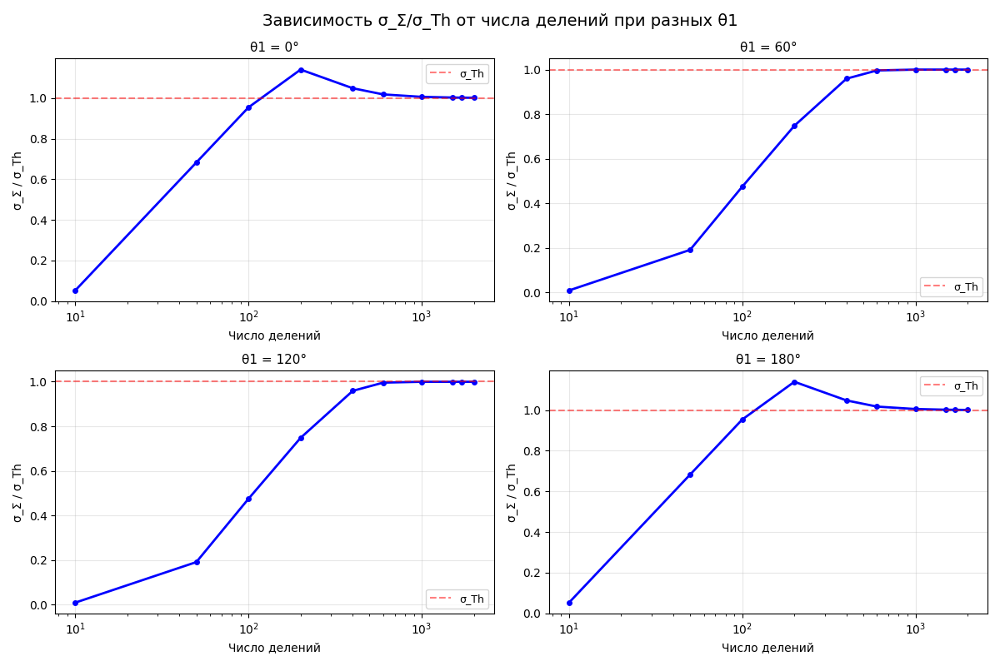 Зависимость σ_Σ/σ_Th от числа делений при разных θ1
θ1 = 0°
σ_Σ / σ_Th
1.0
0.8
0.6
0.4
0.2
0.0
σ_Th
10¹
10²
10³
Число делений
θ1 = 60°
σ_Σ / σ_Th
1.0
0.8
0.6
0.4
0.2
0.0
σ_Th
10¹
10²
10³
Число делений
θ1 = 120°
σ_Σ / σ_Th
1.0
0.8
0.6
0.4
0.2
0.0
σ_Th
10¹
10²
10³
Число делений
θ1 = 180°
σ_Σ / σ_Th
1.0
0.8
0.6
0.4
0.2
0.0
σ_Th
10¹
10²
10³
Число делений